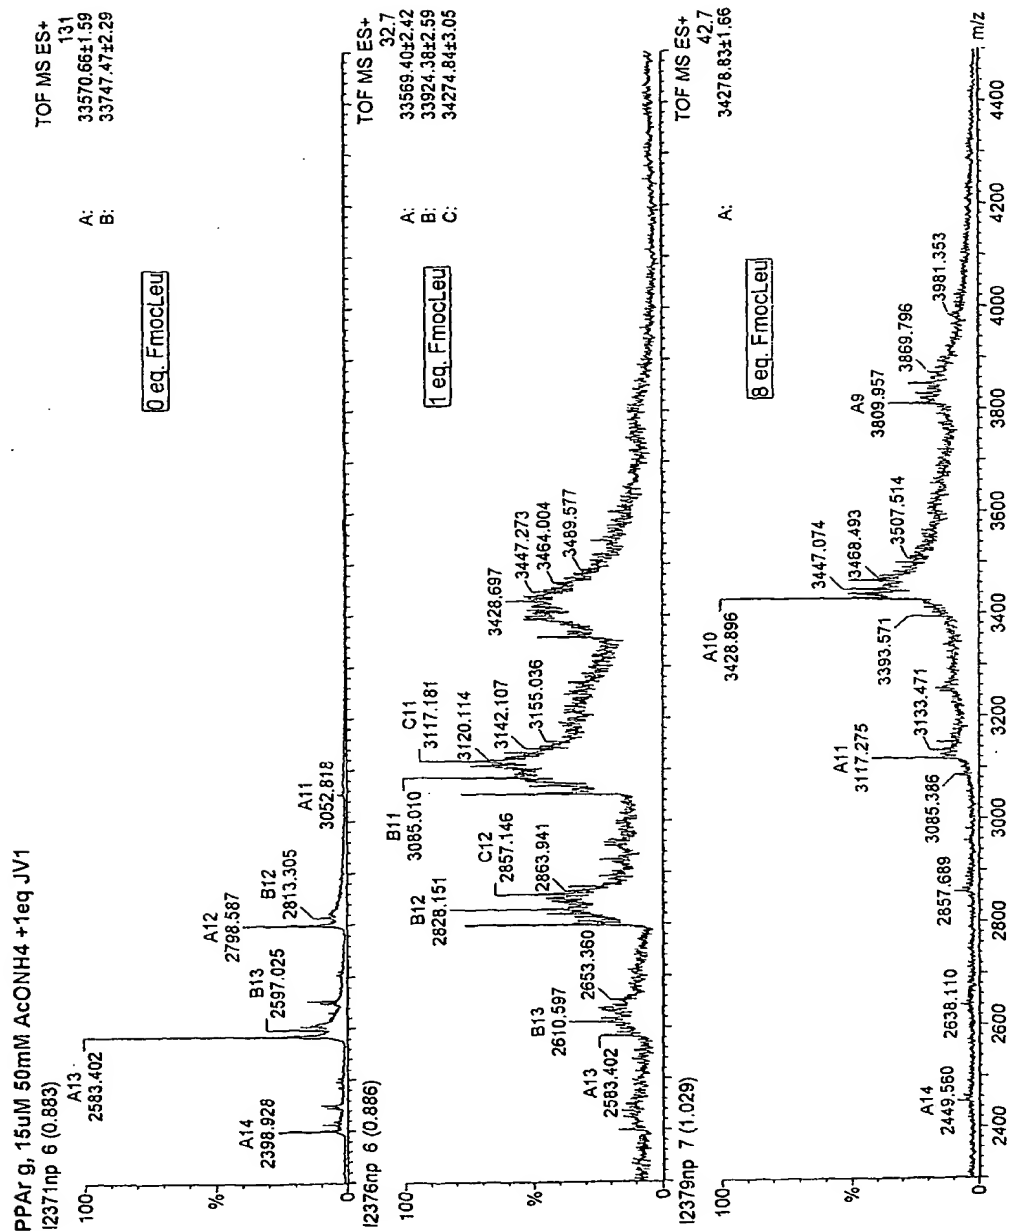 PPAr g, 15uM 50mM AcONH4 +1eq JV1
I2371np 6 (0.883)
TOF MS ES+
131
A: 33570.66±1.59
B: 33747.47±2.29
0 eq. FmocLeu
100
%
0
A14
2398.928
A13
2583.402
B13
2597.025
A12
2798.587
B12
2813.305
A11
3052.818
I2376np 6 (0.886)
TOF MS ES+
32.7
A: 33569.40±2.42
B: 33924.38±2.59
C: 34274.84±3.05
1 eq. FmocLeu
100
%
0
A13
2583.402
B13
2610.597
2653.360
B12
2828.151
C12
2857.146
2863.941
B11
3085.010
C11
3117.181
3120.114
3142.107
3155.036
3428.697
3447.273
3464.004
3489.577
I2379np 7 (1.029)
TOF MS ES+
42.7
A: 34278.83±1.66
8 eq. FmocLeu
100
%
0
A14
2449.560
2638.110
2857.689
3085.386
A11
3117.275
3133.471
3393.571
A10
3428.896
3447.074
3468.493
3507.514
A9
3809.957
3869.796
3981.353
2400 2600 2800 3000 3200 3400 3600 3800 4000 4200 4400 m/z